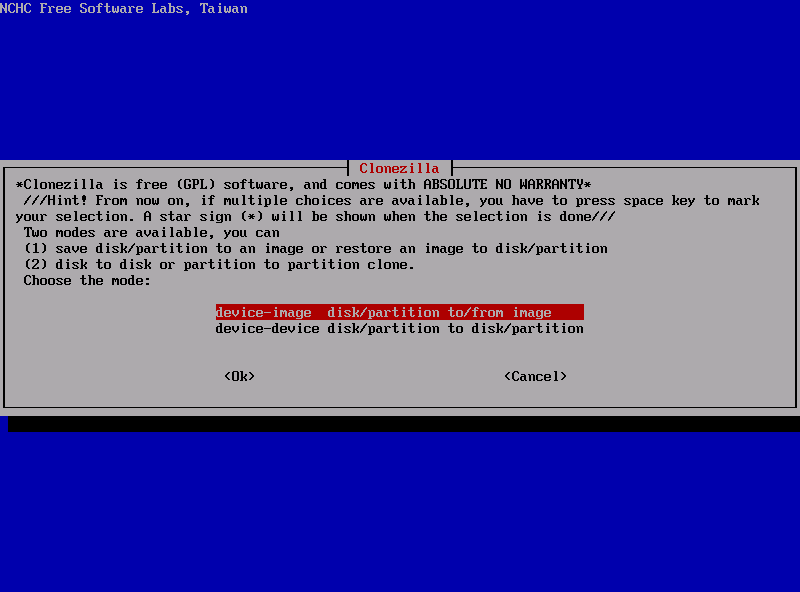 NCHC Free Software Labs, Taiwan
Clonezilla
*Clonezilla is free (GPL) software, and comes with ABSOLUTE NO WARRANTY*
///Hint! From now on, if multiple choices are available, you have to press space key to mark
your selection. A star sign (*) will be shown when the selection is done///
Two modes are available, you can
(1) save disk/partition to an image or restore an image to disk/partition
(2) disk to disk or partition to partition clone.
Choose the mode:
device-image  disk/partition to/from image
device-device disk/partition to disk/partition
<Ok> <Cancel>